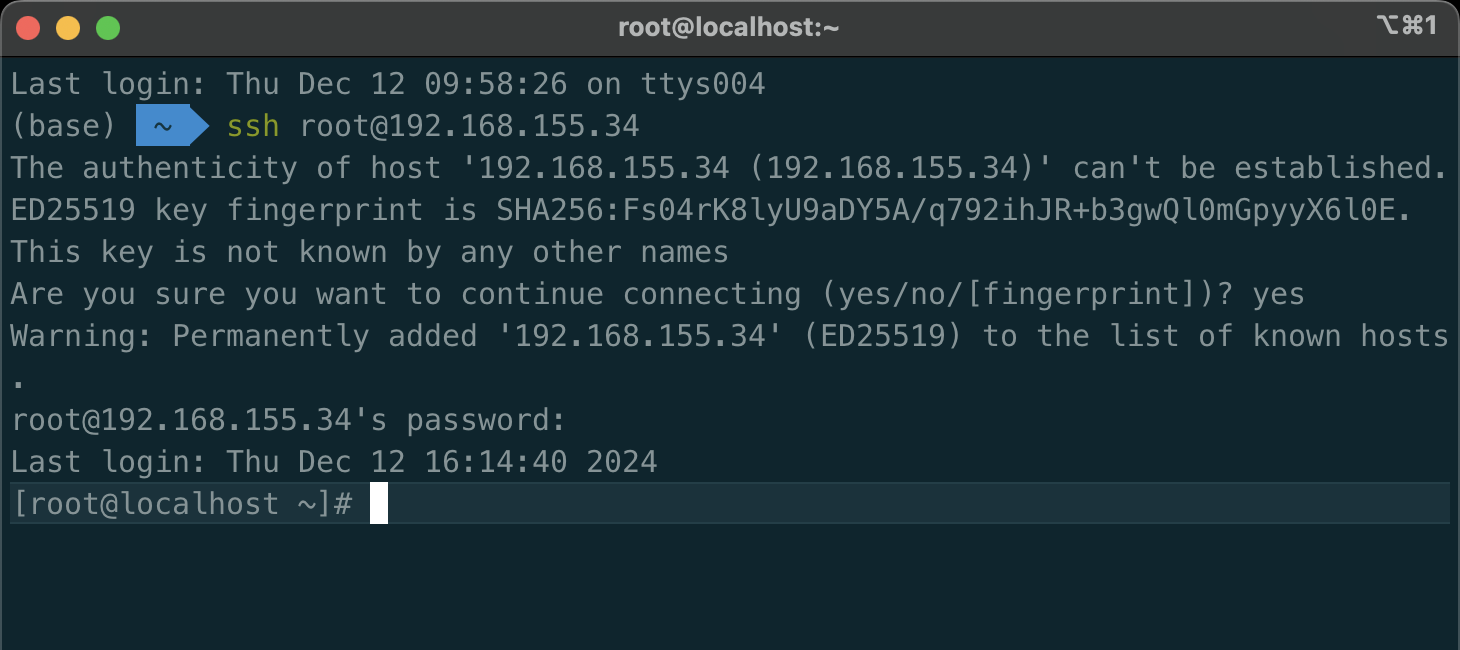 root@localhost:~
⌥⌘1
Last login: Thu Dec 12 09:58:26 on ttys004
(base) ~ ssh root@192.168.155.34
The authenticity of host '192.168.155.34 (192.168.155.34)' can't be established.
ED25519 key fingerprint is SHA256:Fs04rK8lyU9aDY5A/q792ihJR+b3gwQl0mGpyyX6l0E.
This key is not known by any other names
Are you sure you want to continue connecting (yes/no/[fingerprint])? yes
Warning: Permanently added '192.168.155.34' (ED25519) to the list of known hosts
.
root@192.168.155.34's password:
Last login: Thu Dec 12 16:14:40 2024
[root@localhost ~]#